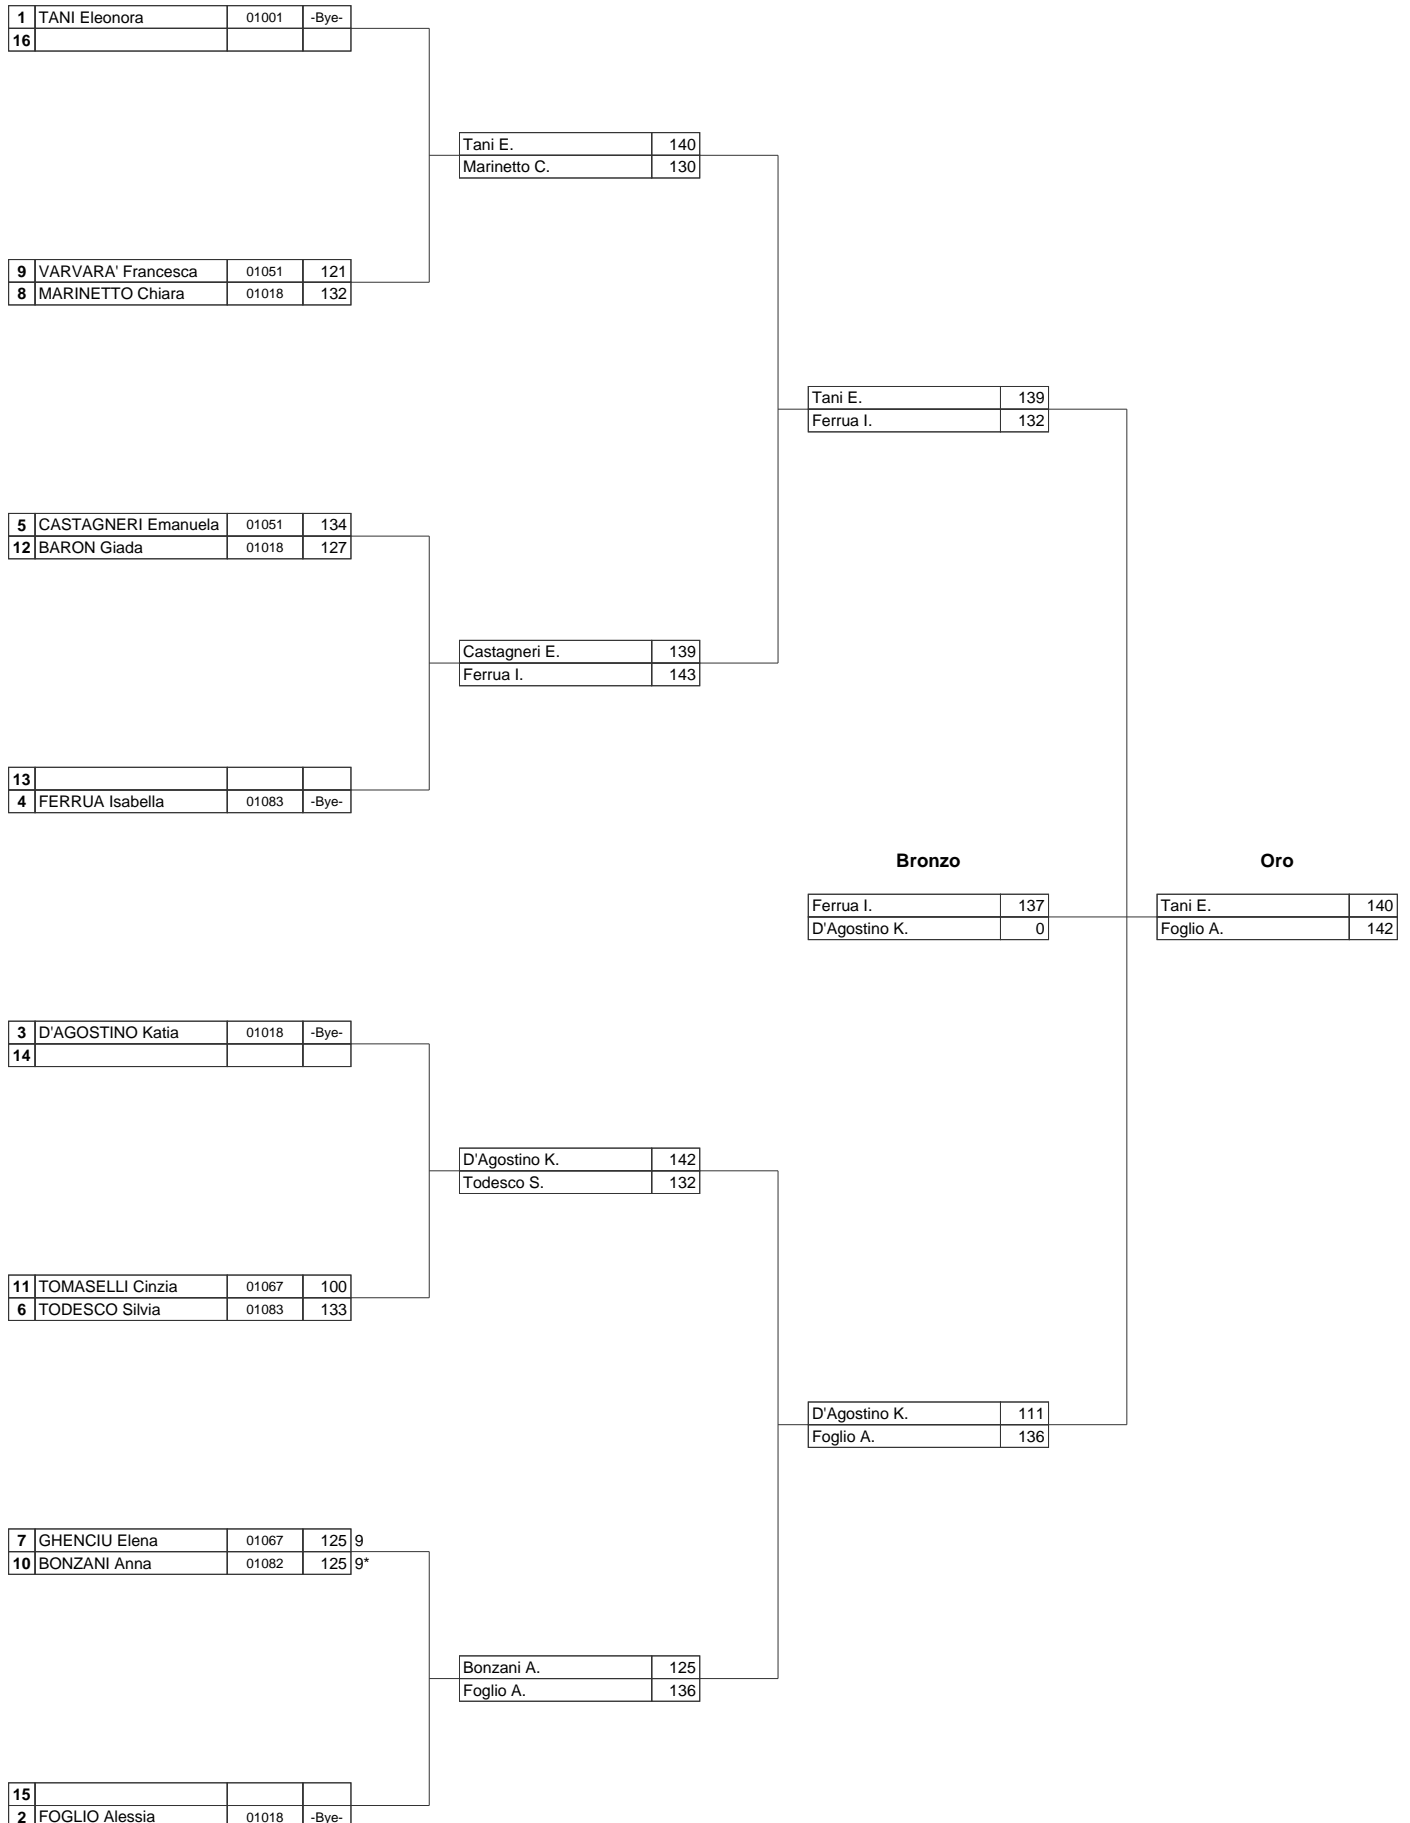 1 TANI Eleonora 01001 -Bye-
16
Tani E. 140
Marinetto C. 130
9 VARVARA' Francesca 01051 121
8 MARINETTO Chiara 01018 132
Tani E. 139
Ferrua I. 132
5 CASTAGNERI Emanuela 01051 134
12 BARON Giada 01018 127
Castagneri E. 139
Ferrua I. 143
13
4 FERRUA Isabella 01083 -Bye-
Bronzo Oro
Ferrua I. 137 Tani E. 140
D'Agostino K. 0 Foglio A. 142
3 D'AGOSTINO Katia 01018 -Bye-
14
D'Agostino K. 142
Todesco S. 132
11 TOMASELLI Cinzia 01067 100
6 TODESCO Silvia 01083 133
D'Agostino K. 111
Foglio A. 136
7 GHENCIU Elena 01067 125 9
10 BONZANI Anna 01082 125 9*
Bonzani A. 125
Foglio A. 136
15
2 FOGLIO Alessia 01018 -Bye-